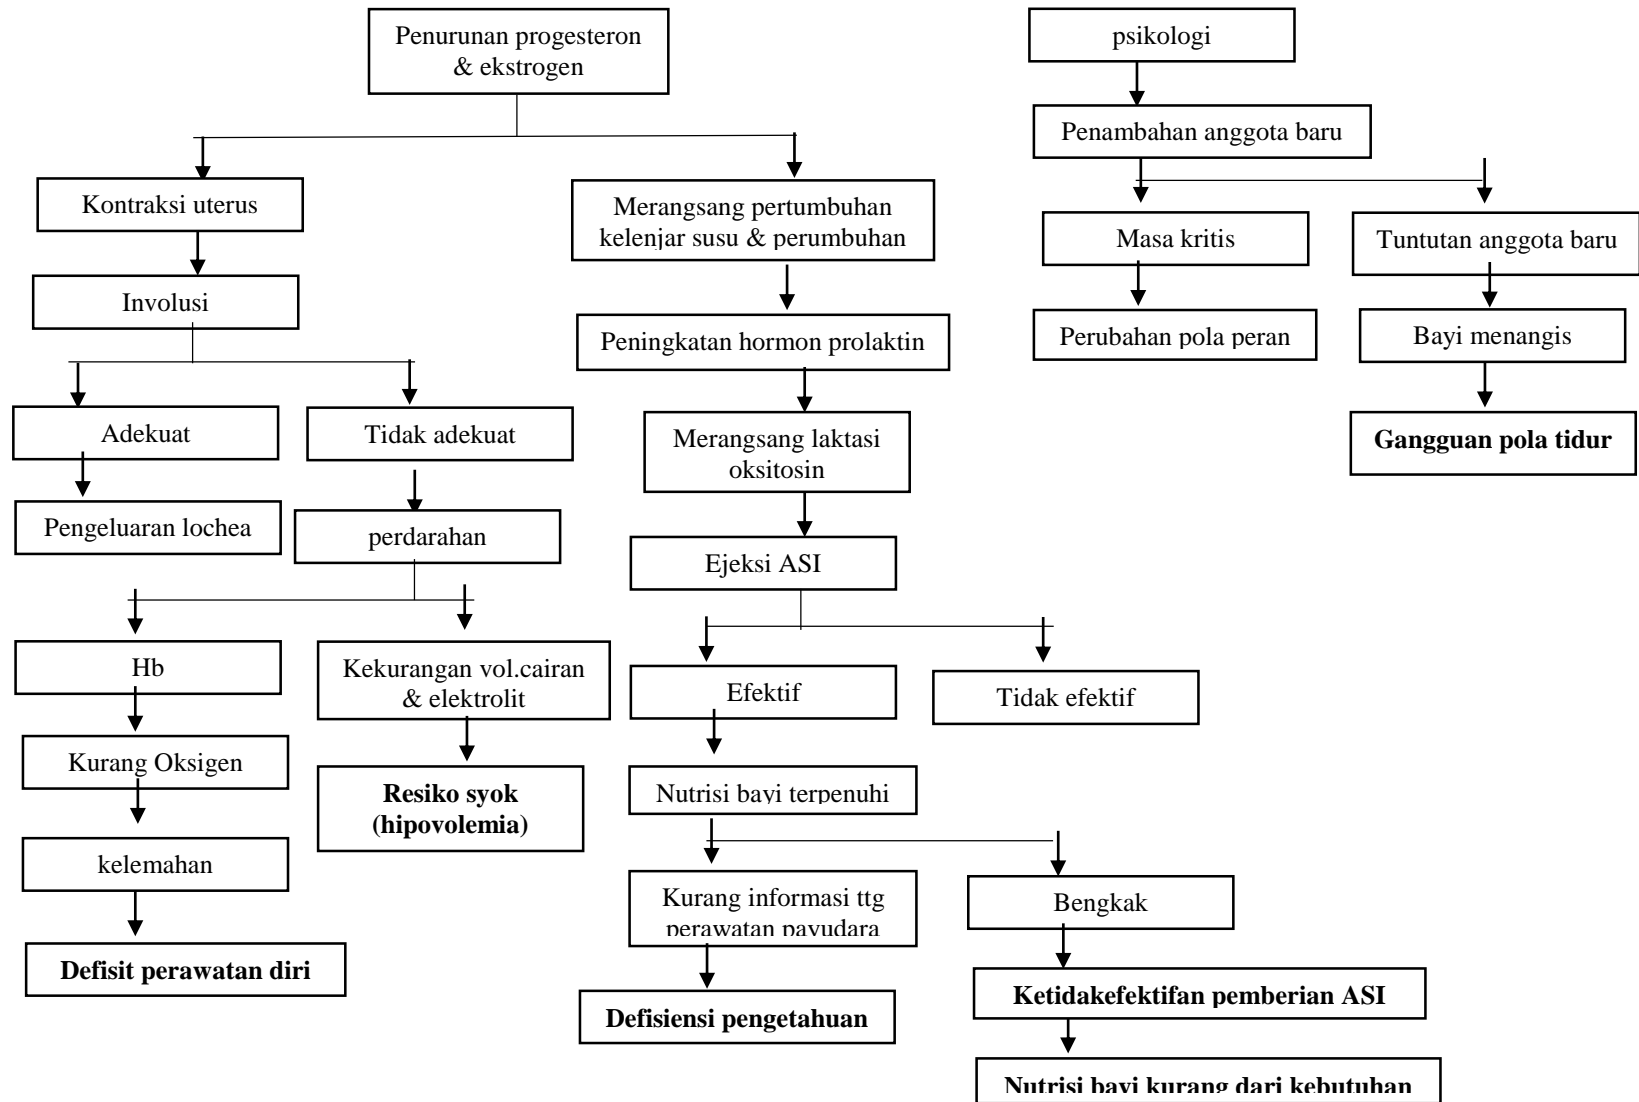 Penurunan progesteron
& ekstrogen
psikologi
Penambahan anggota baru
Kontraksi uterus
Merangsang pertumbuhan
kelenjar susu & perumbuhan
Masa kritis
Tuntutan anggota baru
Involusi
Peningkatan hormon prolaktin
Perubahan pola peran
Bayi menangis
Adekuat
Tidak adekuat
Merangsang laktasi
oksitosin
Gangguan pola tidur
Pengeluaran lochea
perdarahan
Ejeksi ASI
Hb
Kekurangan vol.cairan
& elektrolit
Efektif
Tidak efektif
Kurang Oksigen
Resiko syok
(hipovolemia)
Nutrisi bayi terpenuhi
kelemahan
Kurang informasi ttg
perawatan payudara
Bengkak
Defisit perawatan diri
Ketidakefektifan pemberian ASI
Defisiensi pengetahuan
Nutrisi bayi kurang dari kebutuhan